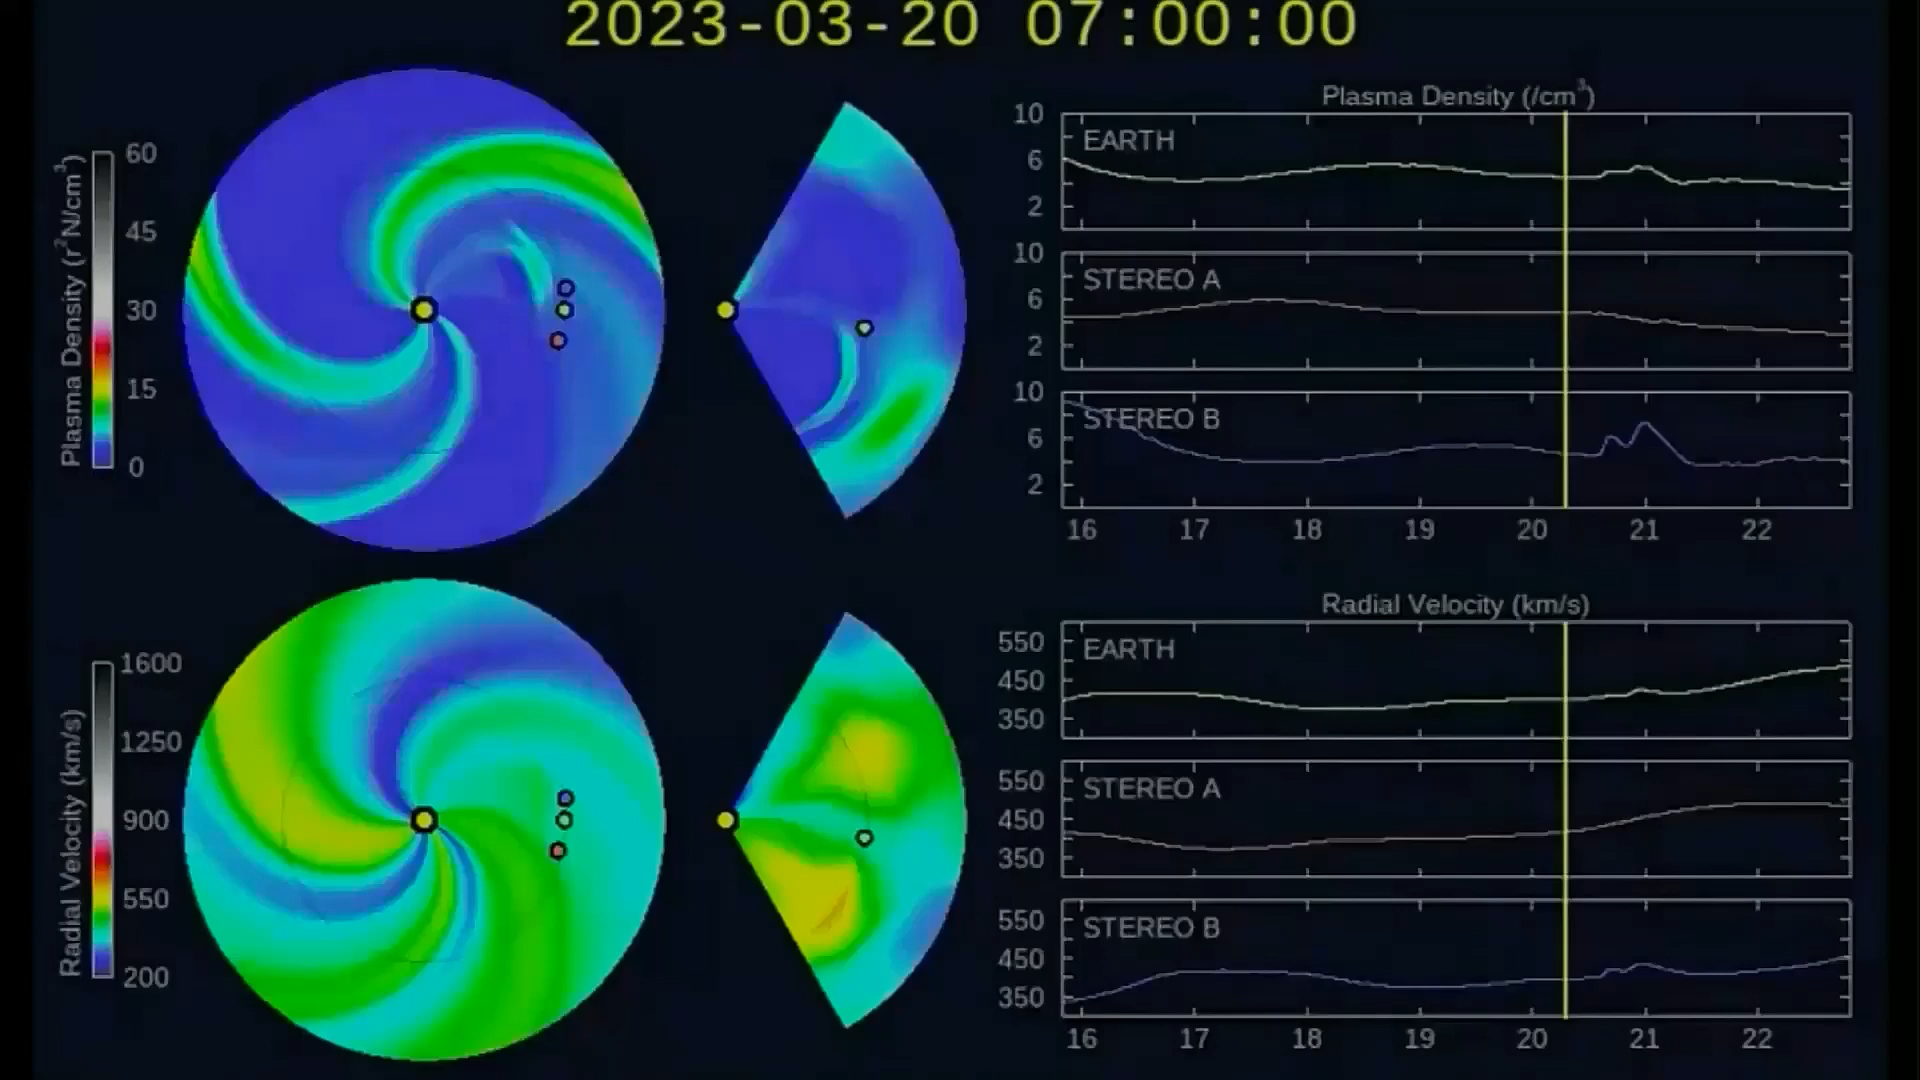 2023-03-20 07:00:00
Plasma Density (r²N/cm³)
60
45
30
15
0
Plasma Density (/cm³)
EARTH
10
6
2
STEREO A
10
6
2
STEREO B
10
6
2
16 17 18 19 20 21 22
Radial Velocity (km/s)
1600
1250
900
550
200
Radial Velocity (km/s)
EARTH
550
450
350
STEREO A
550
450
350
STEREO B
550
450
350
16 17 18 19 20 21 22